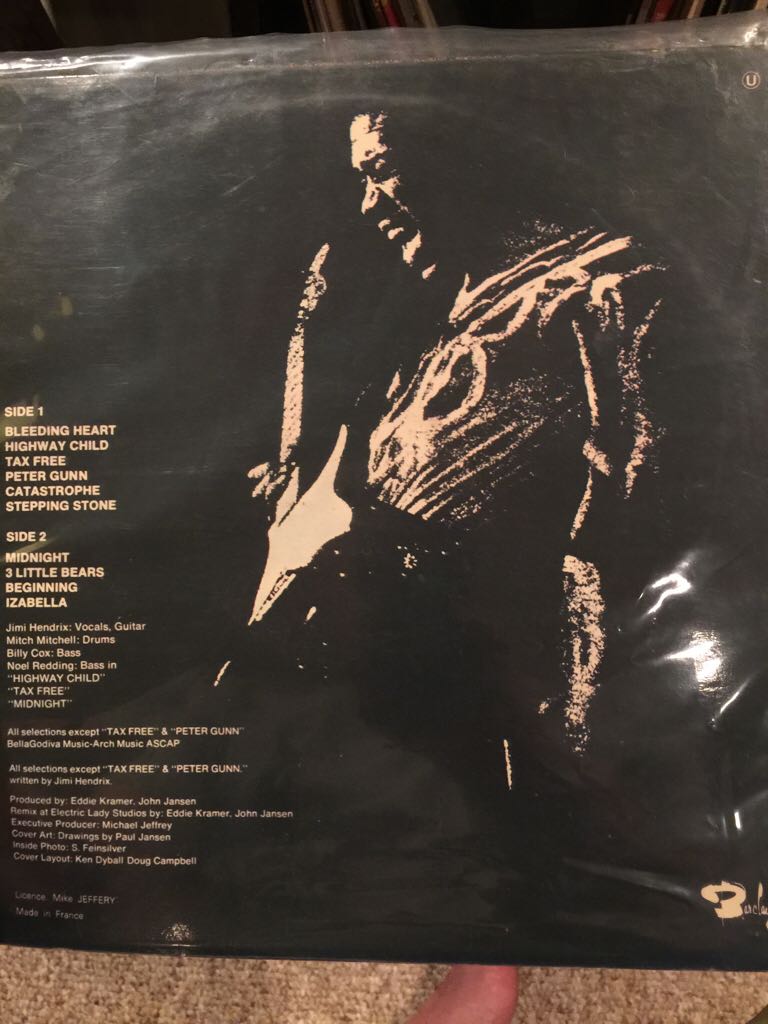 U
SIDE 1
BLEEDING HEART
HIGHWAY CHILD
TAX FREE
PETER GUNN
CATASTROPHE
STEPPING STONE
SIDE 2
MIDNIGHT
3 LITTLE BEARS
BEGINNING
IZABELLA
Jimi Hendrix: Vocals, Guitar
Mitch Mitchell: Drums
Billy Cox: Bass
Noel Redding: Bass in
"HIGHWAY CHILD"
"TAX FREE"
"MIDNIGHT"
All selections except "TAX FREE" & "PETER GUNN"
BellaGodiva Music-Arch Music ASCAP
All selections except "TAX FREE" & "PETER GUNN."
written by Jimi Hendrix.
Produced by: Eddie Kramer, John Jansen
Remix at Electric Lady Studios by: Eddie Kramer, John Jansen
Executive Producer: Michael Jeffrey
Cover Art: Drawings by Paul Jansen
Inside Photo: S. Feinsilver
Cover Layout: Ken Dyball Doug Campbell
Licence. Mike JEFFERY
Made in France
Barclay